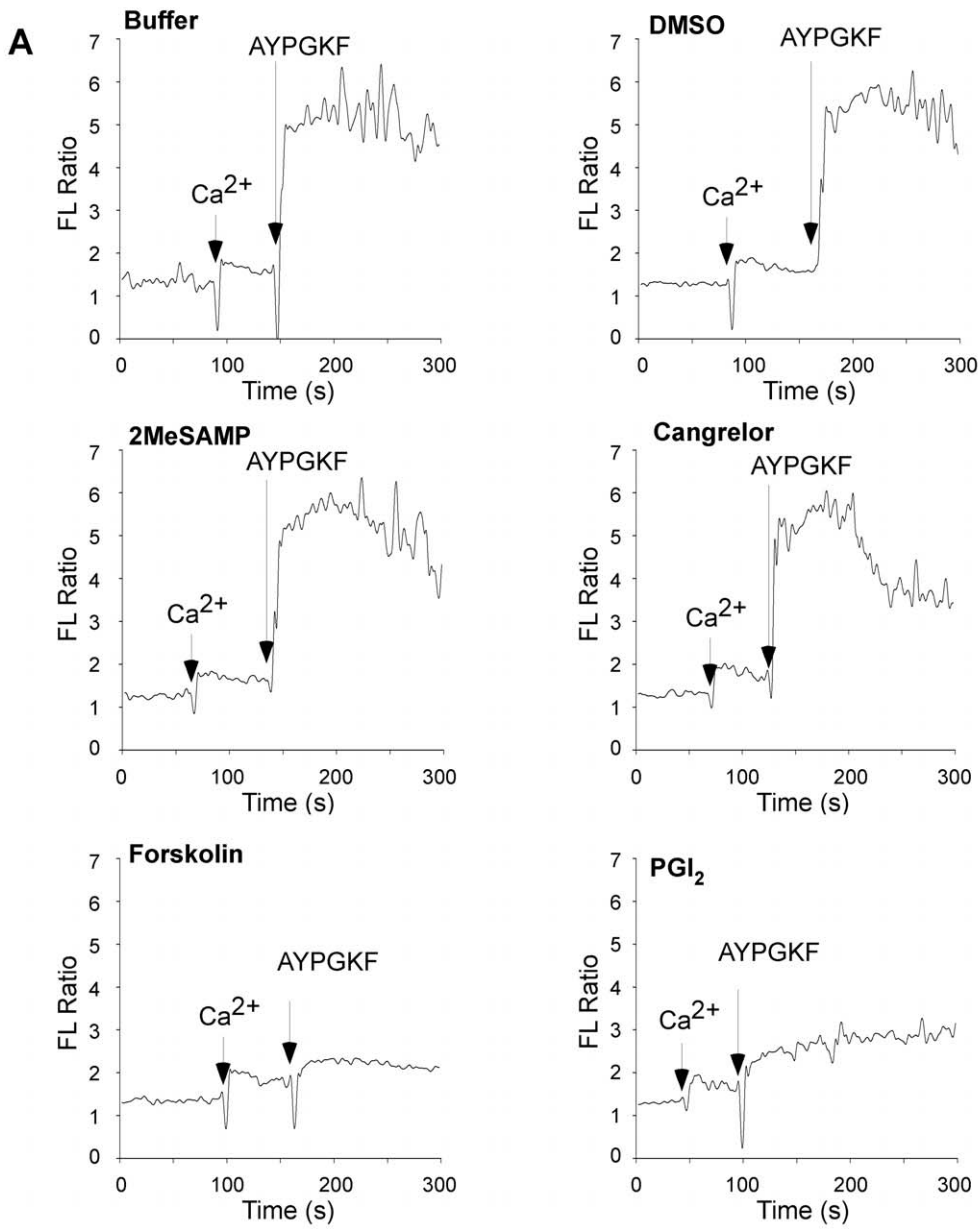 A
Buffer
AYPGKF
Ca2+
FL Ratio
7
6
5
4
3
2
1
0
0 100 200 300
Time (s)
DMSO
AYPGKF
Ca2+
FL Ratio
7
6
5
4
3
2
1
0
0 100 200 300
Time (s)
2MeSAMP
AYPGKF
Ca2+
FL Ratio
7
6
5
4
3
2
1
0
0 100 200 300
Time (s)
Cangrelor
AYPGKF
Ca2+
FL Ratio
7
6
5
4
3
2
1
0
0 100 200 300
Time (s)
Forskolin
AYPGKF
Ca2+
FL Ratio
7
6
5
4
3
2
1
0
0 100 200 300
Time (s)
PGI2
AYPGKF
Ca2+
FL Ratio
7
6
5
4
3
2
1
0
0 100 200 300
Time (s)